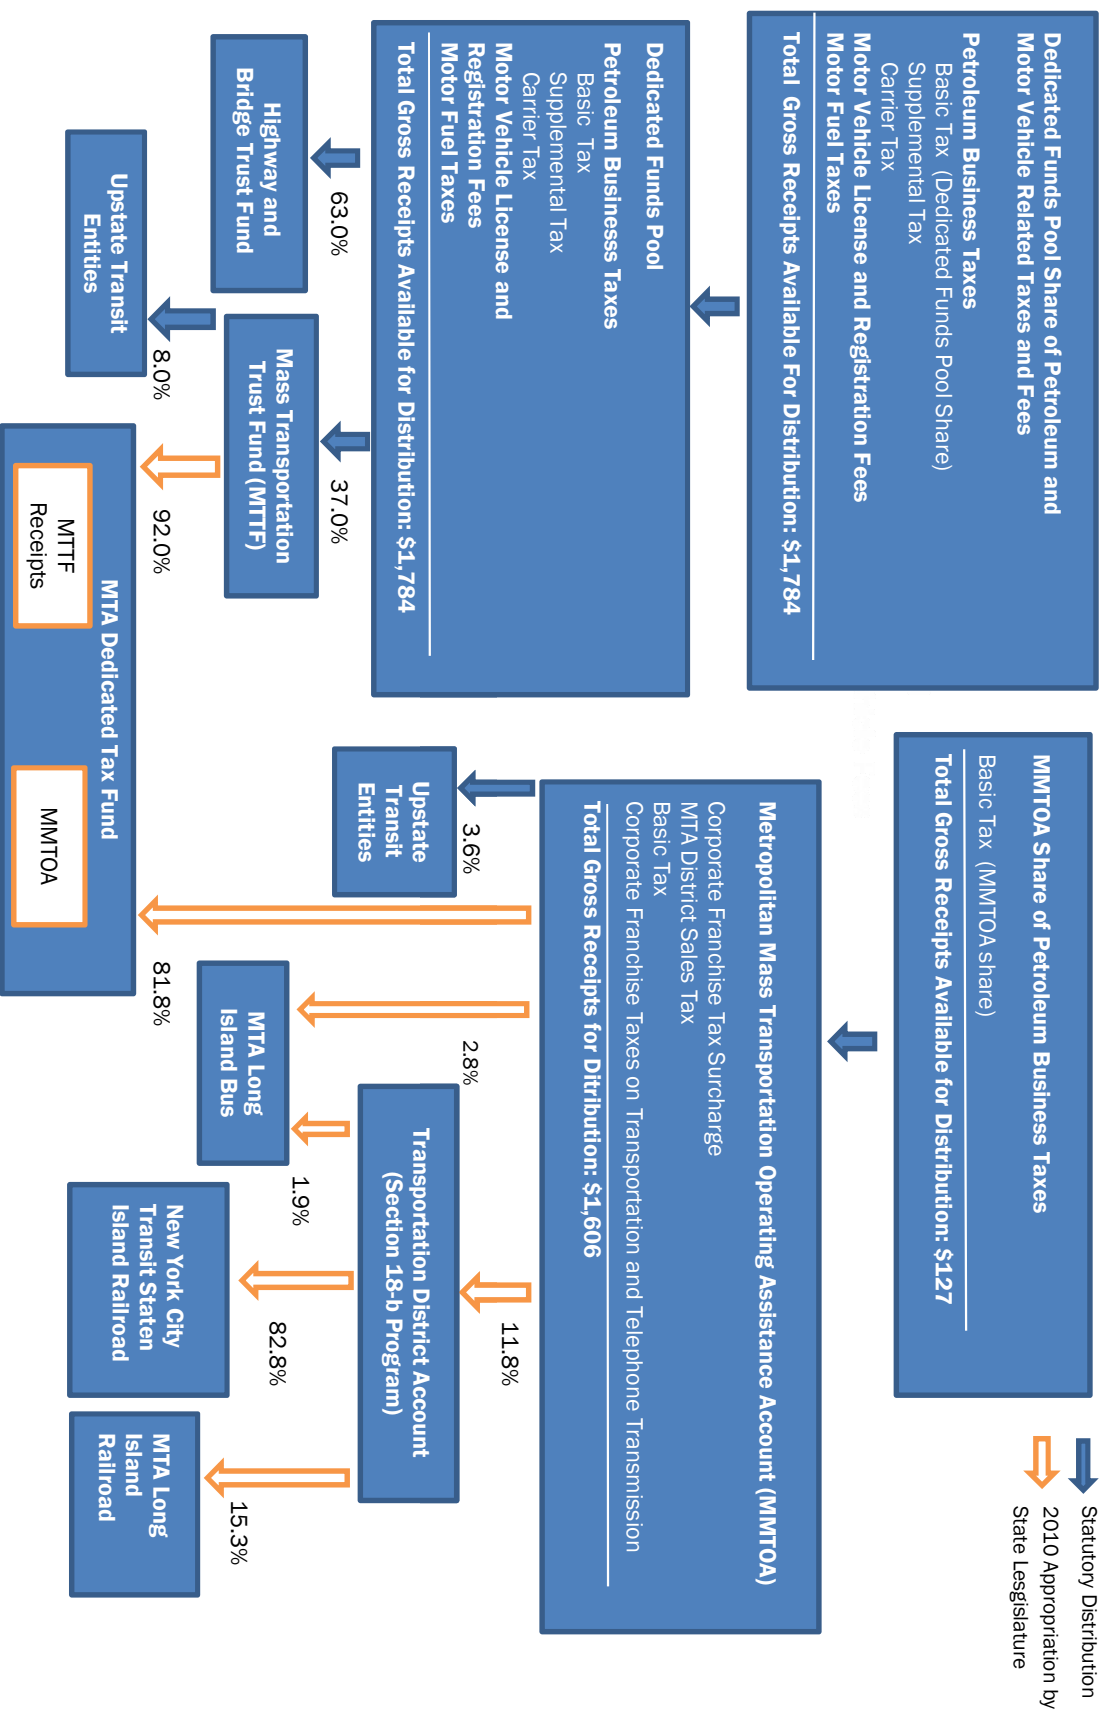 Dedicated Funds Pool Share of Petroleum and
Motor Vehicle Related Taxes and Fees
Petroleum Business Taxes
Basic Tax (Dedicated Funds Pool Share)
Supplemental Tax
Carrier Tax
Motor Vehicle License and Registration Fees
Motor Fuel Taxes
Total Gross Receipts Available For Distribution: $1,784
MMTOA Share of Petroleum Business Taxes
Basic Tax (MMTOA share)
Total Gross Receipts Available for Distribution: $127
Statutory Distribution
2010 Appropriation by
State Lesgislature
Dedicated Funds Pool
Petroleum Businesss Taxes
Basic Tax
Supplemental Tax
Carrier Tax
Motor Vehicle License and
Registration Fees
Motor Fuel Taxes
Total Gross Receipts Available for Distribution: $1,784
Metropolitan Mass Transportation Operating Assistance Account (MMTOA)
Corporate Franchise Tax Surcharge
MTA District Sales Tax
Basic Tax
Corporate Franchise Taxes on Transportation and Telephone Transmission
Total Gross Receipts for Ditribution: $1,606
63.0%
37.0%
3.6%
2.8%
11.8%
Highway and
Bridge Trust Fund
Mass Transportation
Trust Fund (MTTF)
Upstate
Transit
Entities
Transportation District Account
(Section 18-b Program)
8.0%
92.0%
81.8%
1.9%
82.8%
15.3%
Upstate Transit
Entities
MTA Long
Island Bus
New York City
Transit Staten
Island Railroad
MTA Long
Island
Railroad
MTA Dedicated Tax Fund
MTTF
Receipts
MMTOA